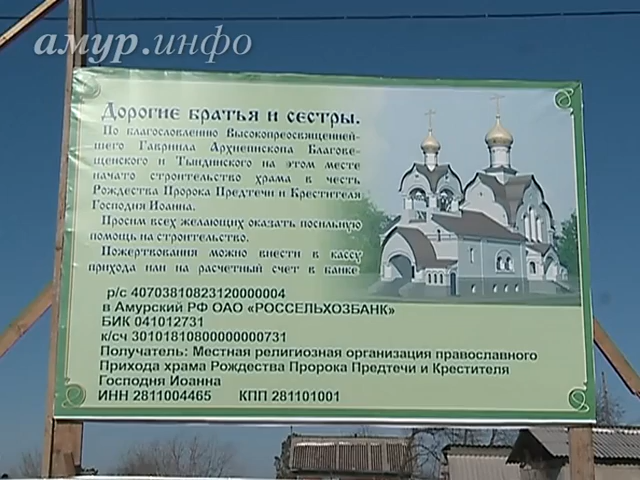 амур.инфо
Дорогие братья и сестры.
По благословлению Высокопреосвященней-
шего Гавриила Архиепископа Благове-
щенского и Тындинского на этом месте
начато строительство храма в честь
Рождества Пророка Предтечи и Крестителя
Господня Иоанна.
Просим всех желающих оказать посильную
помощь на строительство.
Пожертвования можно внести в кассу
прихода или на расчетный счет в банке
р/с 40703810823120000004
в Амурский РФ ОАО «РОССЕЛЬХОЗБАНК»
БИК 041012731
к/сч 30101810800000000731
Получатель: Местная религиозная организация православного
Прихода храма Рождества Пророка Предтечи и Крестителя
Господня Иоанна
ИНН 2811004465 КПП 281101001